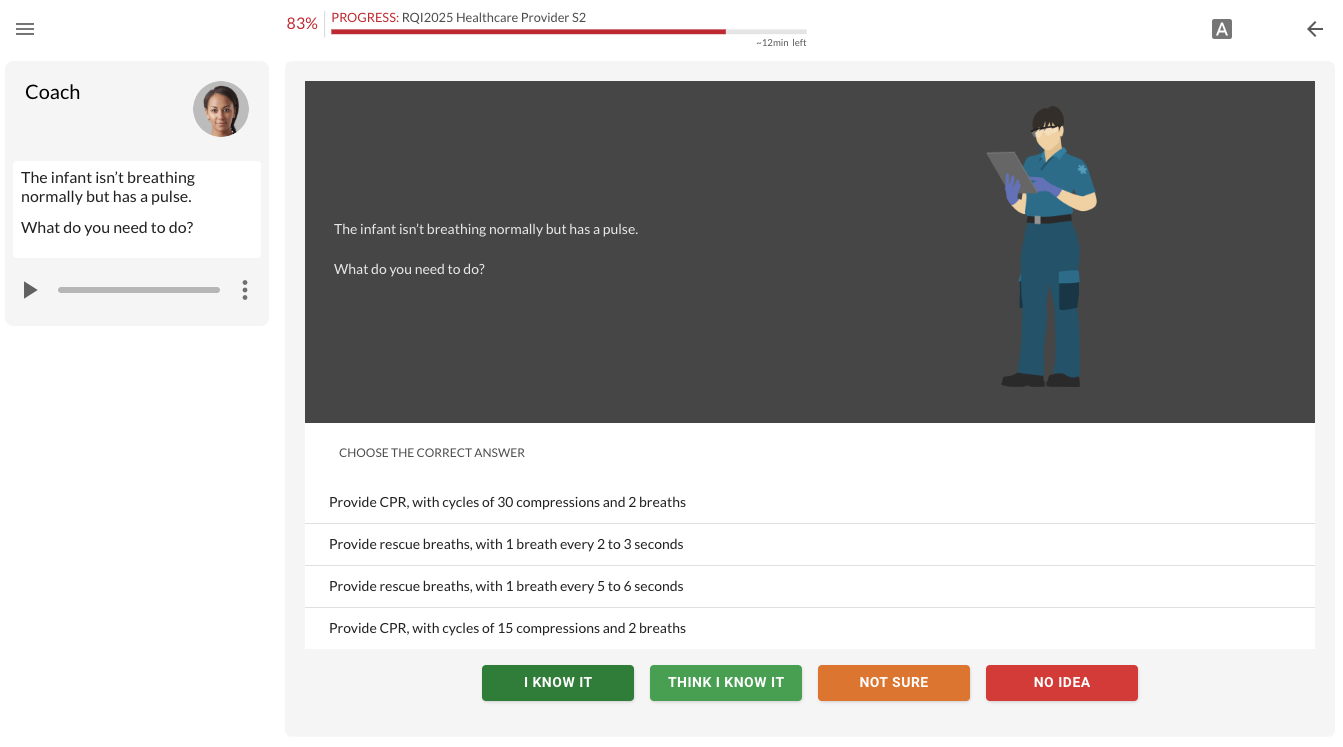 83%
PROGRESS: RQI2025 Healthcare Provider S2
~12min left
A
Coach
The infant isn’t breathing
normally but has a pulse.
What do you need to do?
The infant isn’t breathing normally but has a pulse.
What do you need to do?
CHOOSE THE CORRECT ANSWER
Provide CPR, with cycles of 30 compressions and 2 breaths
Provide rescue breaths, with 1 breath every 2 to 3 seconds
Provide rescue breaths, with 1 breath every 5 to 6 seconds
Provide CPR, with cycles of 15 compressions and 2 breaths
I KNOW IT
THINK I KNOW IT
NOT SURE
NO IDEA